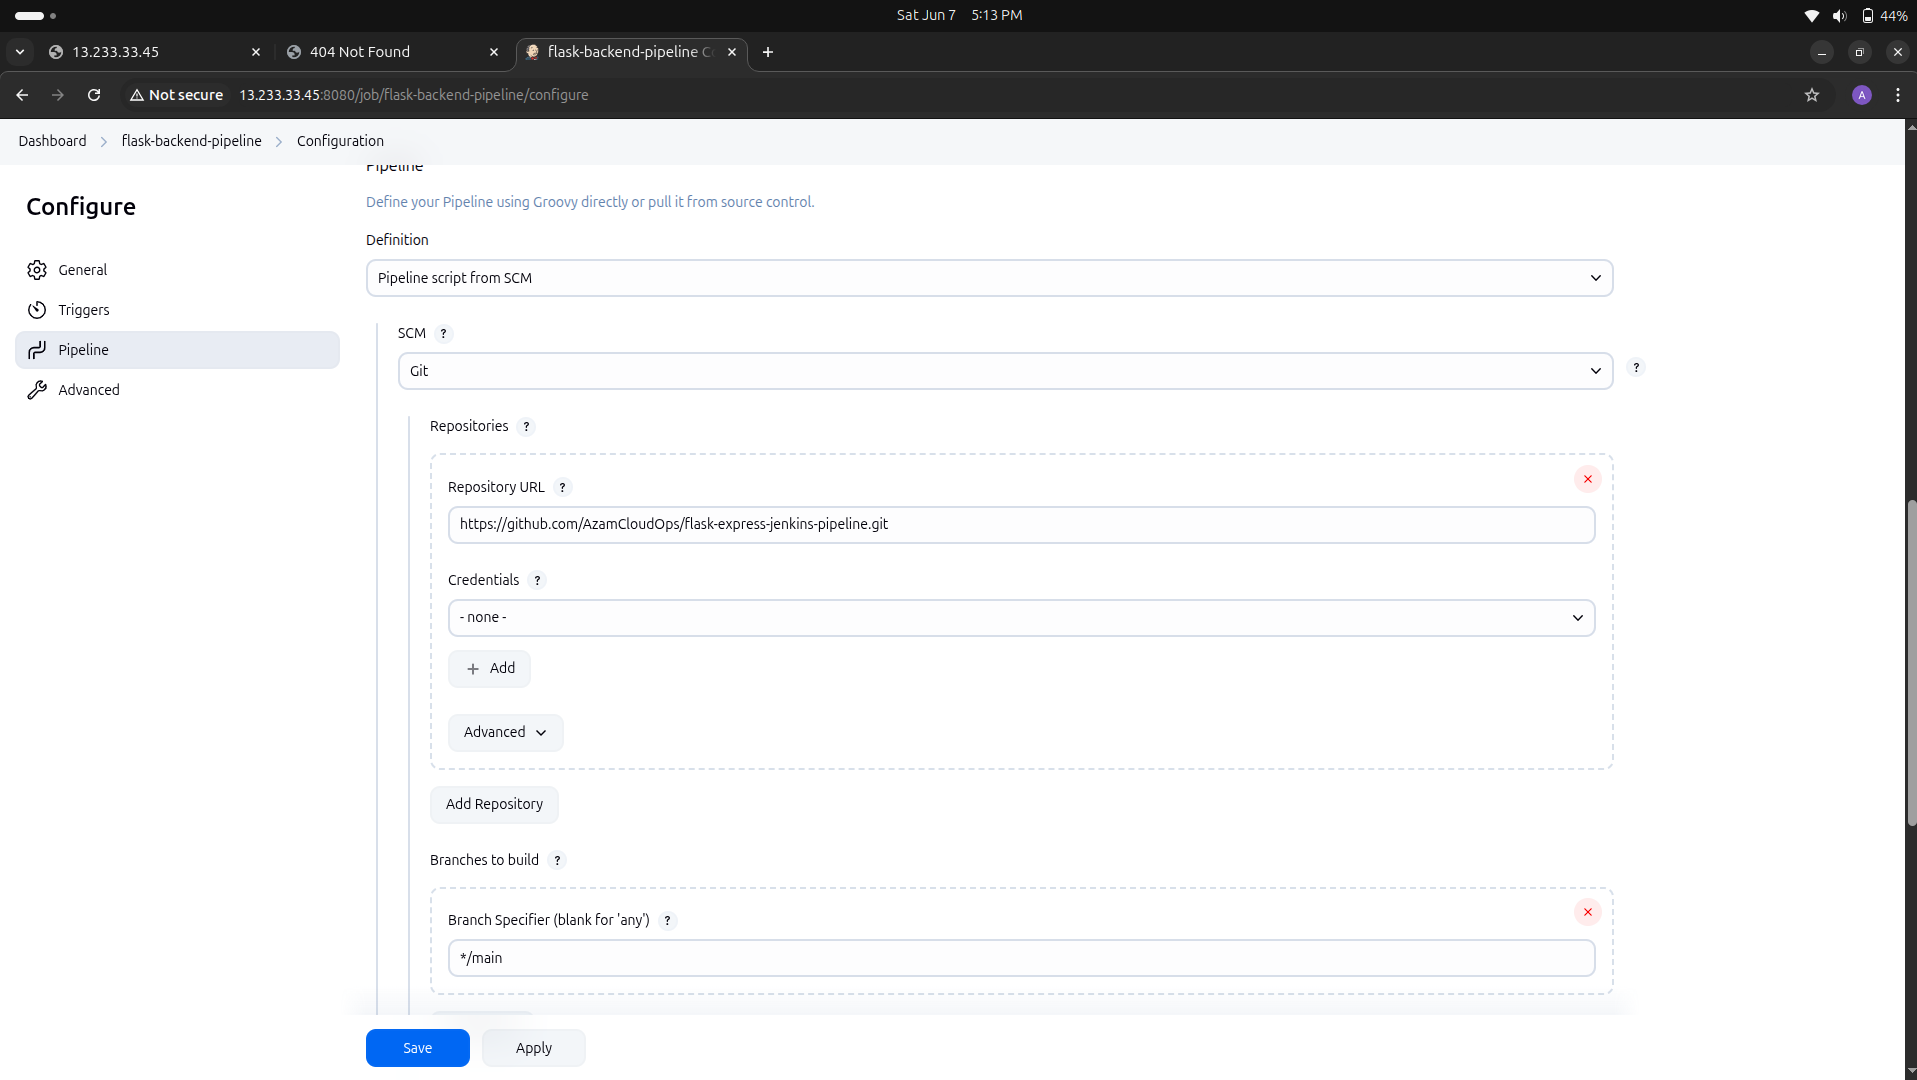 Sat Jun 7 5:13 PM
44%
13.233.33.45
404 Not Found
flask-backend-pipeline C
Not secure
13.233.33.45:8080/job/flask-backend-pipeline/configure
A
Dashboard
flask-backend-pipeline
Configuration
Configure
General
Triggers
Pipeline
Advanced
Pipeline
Define your Pipeline using Groovy directly or pull it from source control.
Definition
Pipeline script from SCM
SCM ?
Git
?
Repositories ?
Repository URL ?
https://github.com/AzamCloudOps/flask-express-jenkins-pipeline.git
Credentials ?
- none -
+ Add
Advanced
Add Repository
Branches to build ?
Branch Specifier (blank for 'any') ?
*/main
Save
Apply